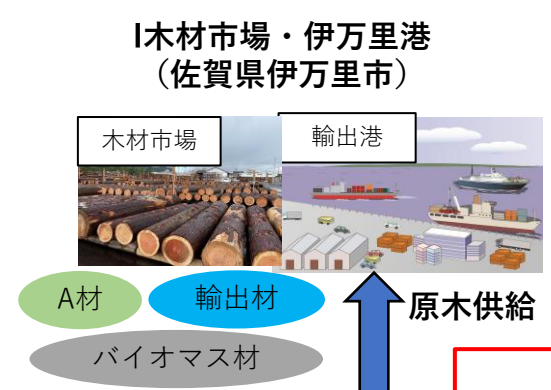 I木材市場・伊万里港
（佐賀県伊万里市）
木材市場
輸出港
A材
輸出材
原木供給
バイオマス材